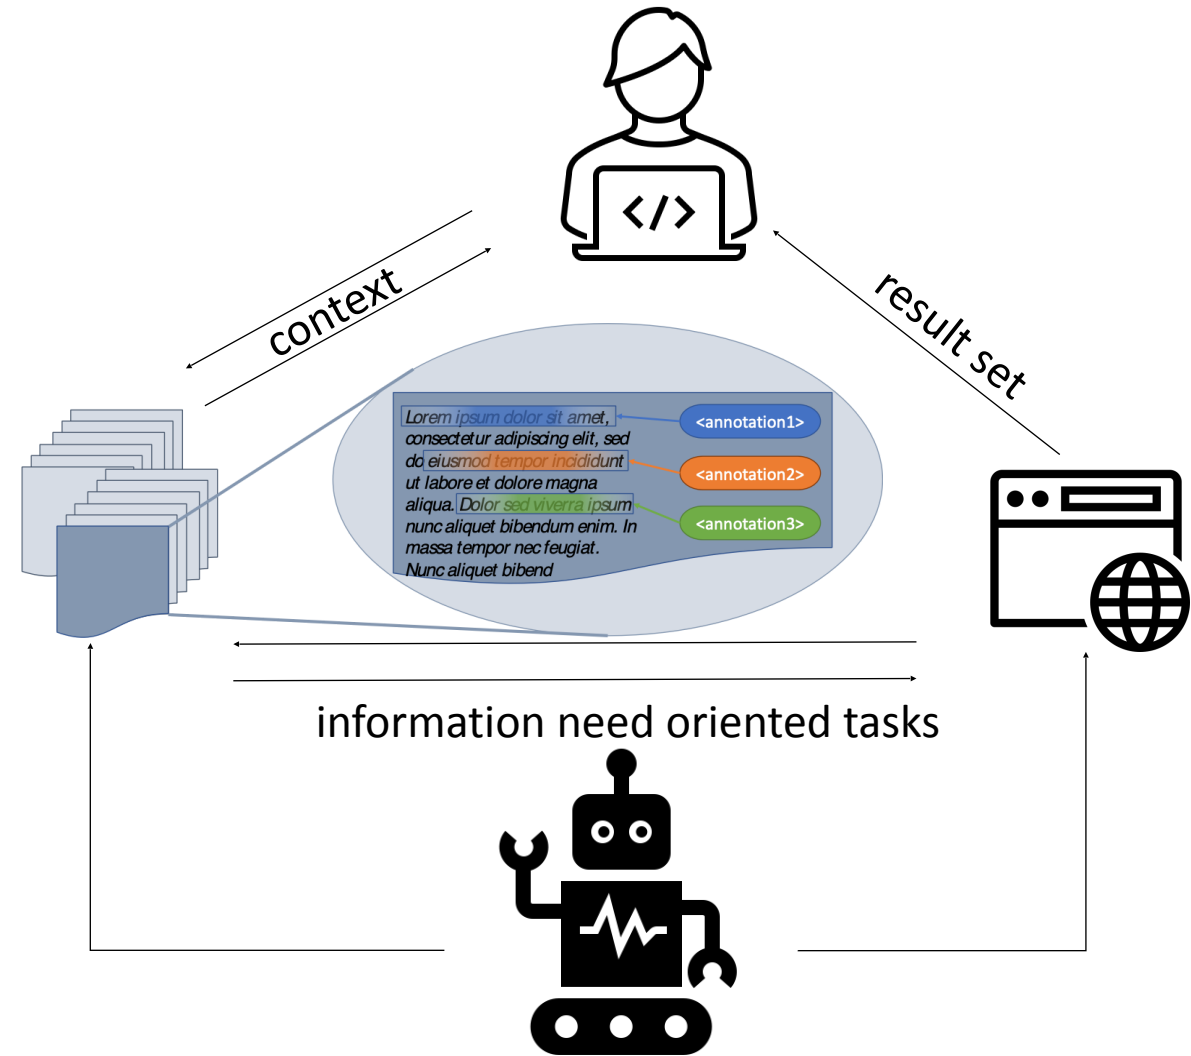 </>
context
result set
Lorem ipsum dolor sit amet,
consectetur adipiscing elit, sed
do eiusmod tempor incididunt
ut labore et dolore magna
aliqua. Dolor sed viverra ipsum
nunc aliquet bibendum enim. In
massa tempor nec feugiat.
Nunc aliquet bibend
<annotation1>
<annotation2>
<annotation3>
information need oriented tasks